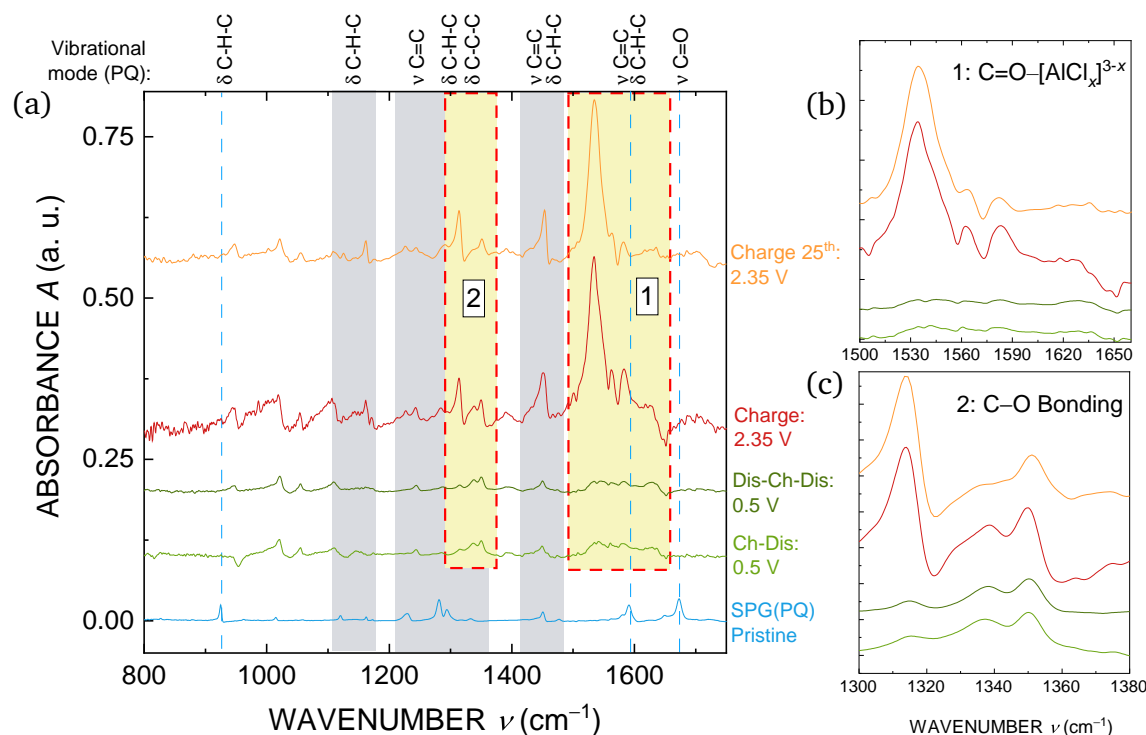 Vibrational
mode (PQ):
δ C-H-C
δ C-H-C
ν C=C
δ C-H-C
δ C-C-C
ν C=C
δ C-H-C
ν C=C
δ C-H-C
ν C=O
(a)
ABSORBANCE A (a. u.)
0.75
0.50
0.25
0.00
2
1
Charge 25th:
2.35 V
Charge:
2.35 V
Dis-Ch-Dis:
0.5 V
Ch-Dis:
0.5 V
SPG(PQ)
Pristine
800 1000 1200 1400 1600
WAVENUMBER ν (cm⁻¹)
(b)
1: C=O–[AlClₓ]³⁻ˣ
1500 1530 1560 1590 1620 1650
(c)
2: C–O Bonding
1300 1320 1340 1360 1380
WAVENUMBER ν (cm⁻¹)